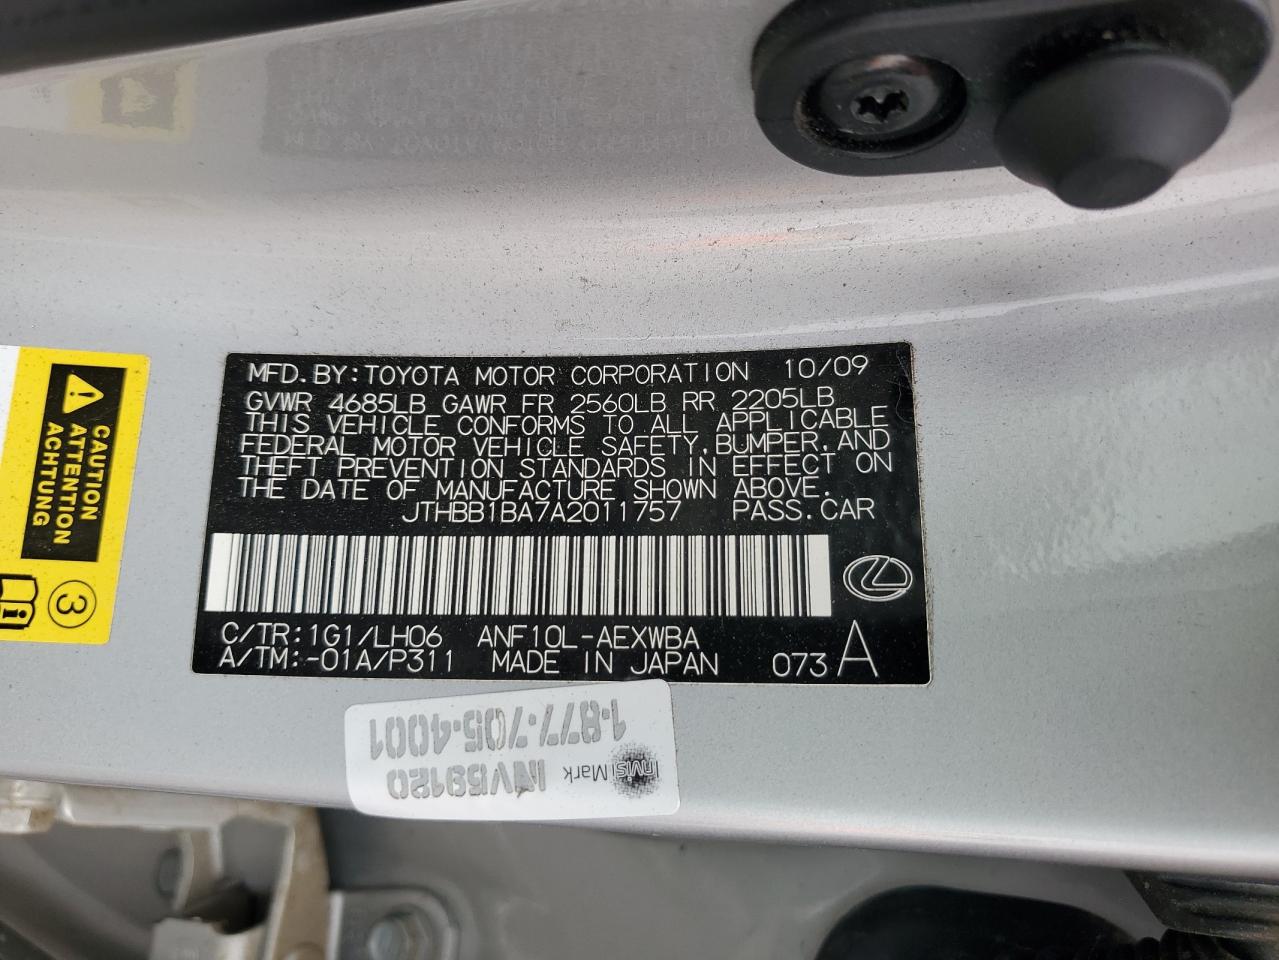 MFD.BY:TOYOTA MOTOR CORPORATION 10/09
GVWR 4685LB GAWR FR 2560LB RR 2205LB
THIS VEHICLE CONFORMS TO ALL APPLICABLE
FEDERAL MOTOR VEHICLE SAFETY,BUMPER,AND
THEFT PREVENTION STANDARDS IN EFFECT ON
THE DATE OF MANUFACTURE SHOWN ABOVE.
JTHBB1BA7A2011757 PASS.CAR
C/TR:1G1/LH06 ANF10L-AEXWBA
A/TM:-01A/P311 MADE IN JAPAN 073 A
CAUTION
ATTENTION
ACHTUNG
3
InvisiMark INV59120
1-877-705-4001